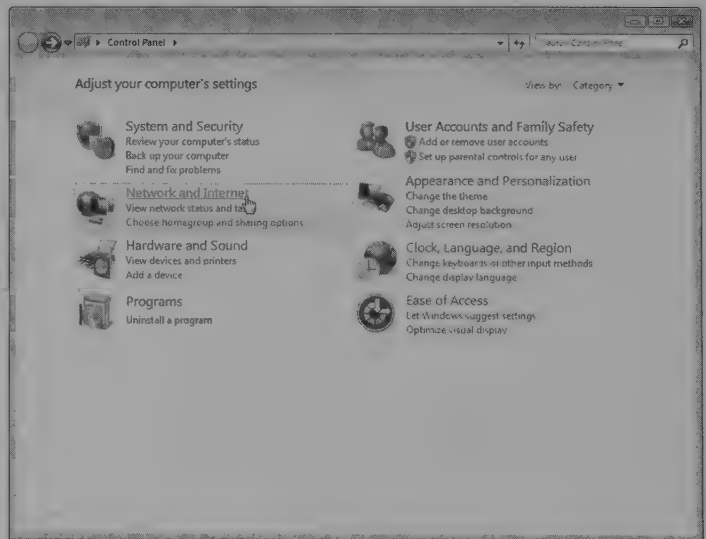 Control Panel
Search Control Panel
Adjust your computer's settings
View by: Category
System and Security
Review your computer's status
Back up your computer
Find and fix problems
Network and Internet
View network status and tas
Choose homegroup and sharing options
Hardware and Sound
View devices and printers
Add a device
Programs
Uninstall a program
User Accounts and Family Safety
Add or remove user accounts
Set up parental controls for any user
Appearance and Personalization
Change the theme
Change desktop background
Adjust screen resolution
Clock, Language, and Region
Change keyboards or other input methods
Change display language
Ease of Access
Let Windows suggest settings
Optimize visual display